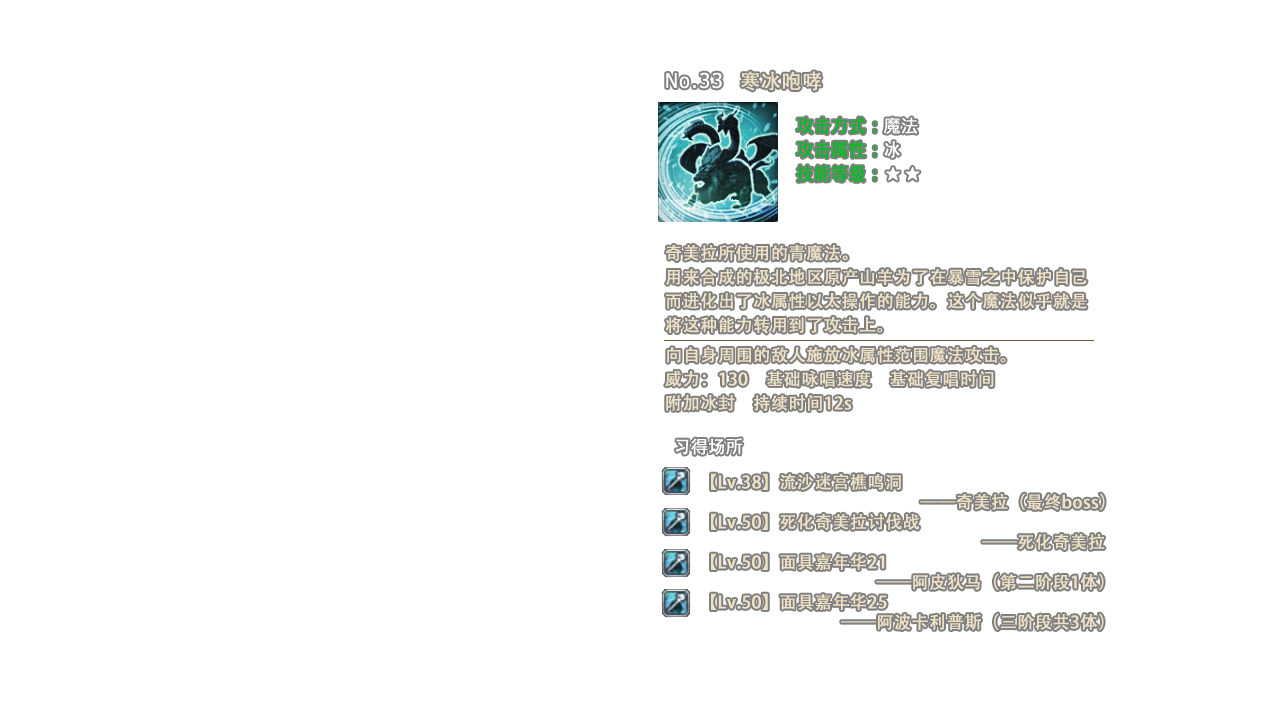 No.33 寒冰咆哮
攻击方式：魔法
攻击属性：冰
技能等级：★★
奇美拉所使用的青魔法。
用来合成的极北地区原产山羊为了在暴雪之中保护自己
而进化出了冰属性以太操作的能力。这个魔法似乎就是
将这种能力转用到了攻击上。
向自身周围的敌人施放冰属性范围魔法攻击。
威力：130 基础咏唱速度 基础复唱时间
附加冰封 持续时间12s
习得场所
【Lv.38】流沙迷宫樵鸣洞
——奇美拉（最终boss）
【Lv.50】死化奇美拉讨伐战
——死化奇美拉
【Lv.50】面具嘉年华21
——阿皮狄马（第二阶段1体）
【Lv.50】面具嘉年华25
——阿波卡利普斯（三阶段共3体）